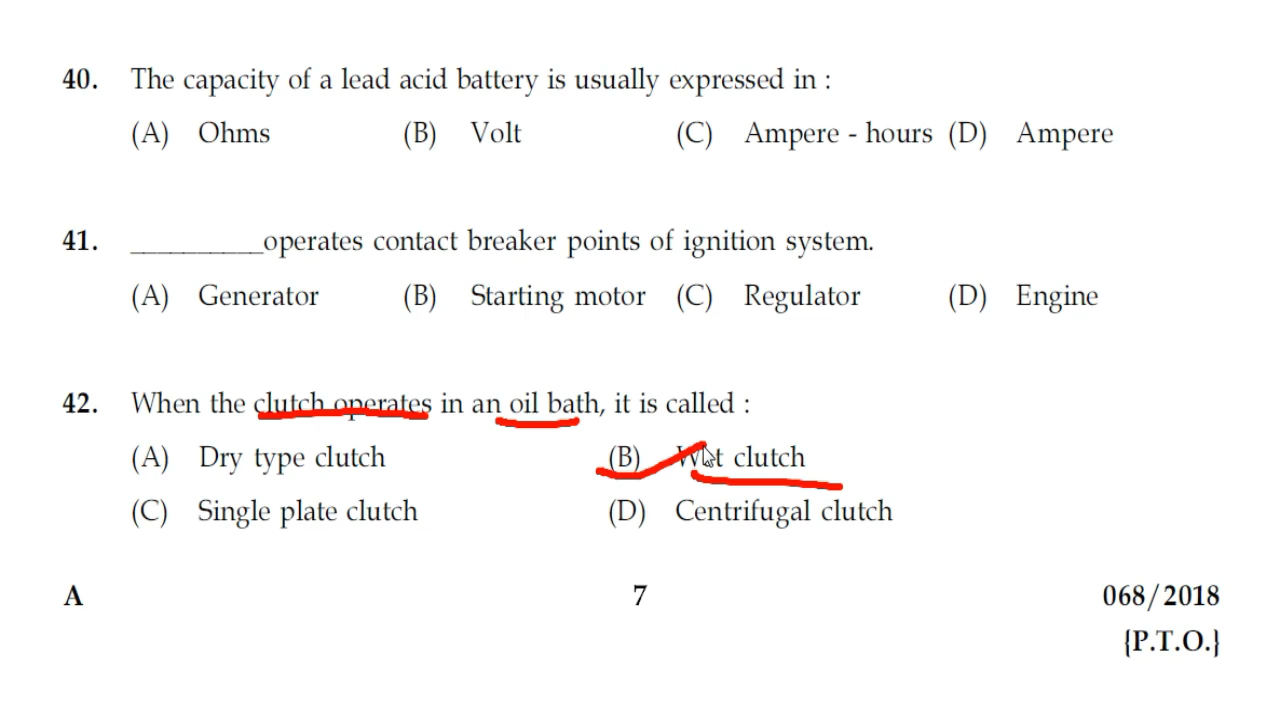 40. The capacity of a lead acid battery is usually expressed in :
(A) Ohms (B) Volt (C) Ampere - hours (D) Ampere
41. __________operates contact breaker points of ignition system.
(A) Generator (B) Starting motor (C) Regulator (D) Engine
42. When the clutch operates in an oil bath, it is called :
(A) Dry type clutch (B) Wet clutch
(C) Single plate clutch (D) Centrifugal clutch
A 7 068/2018
{P.T.O.}